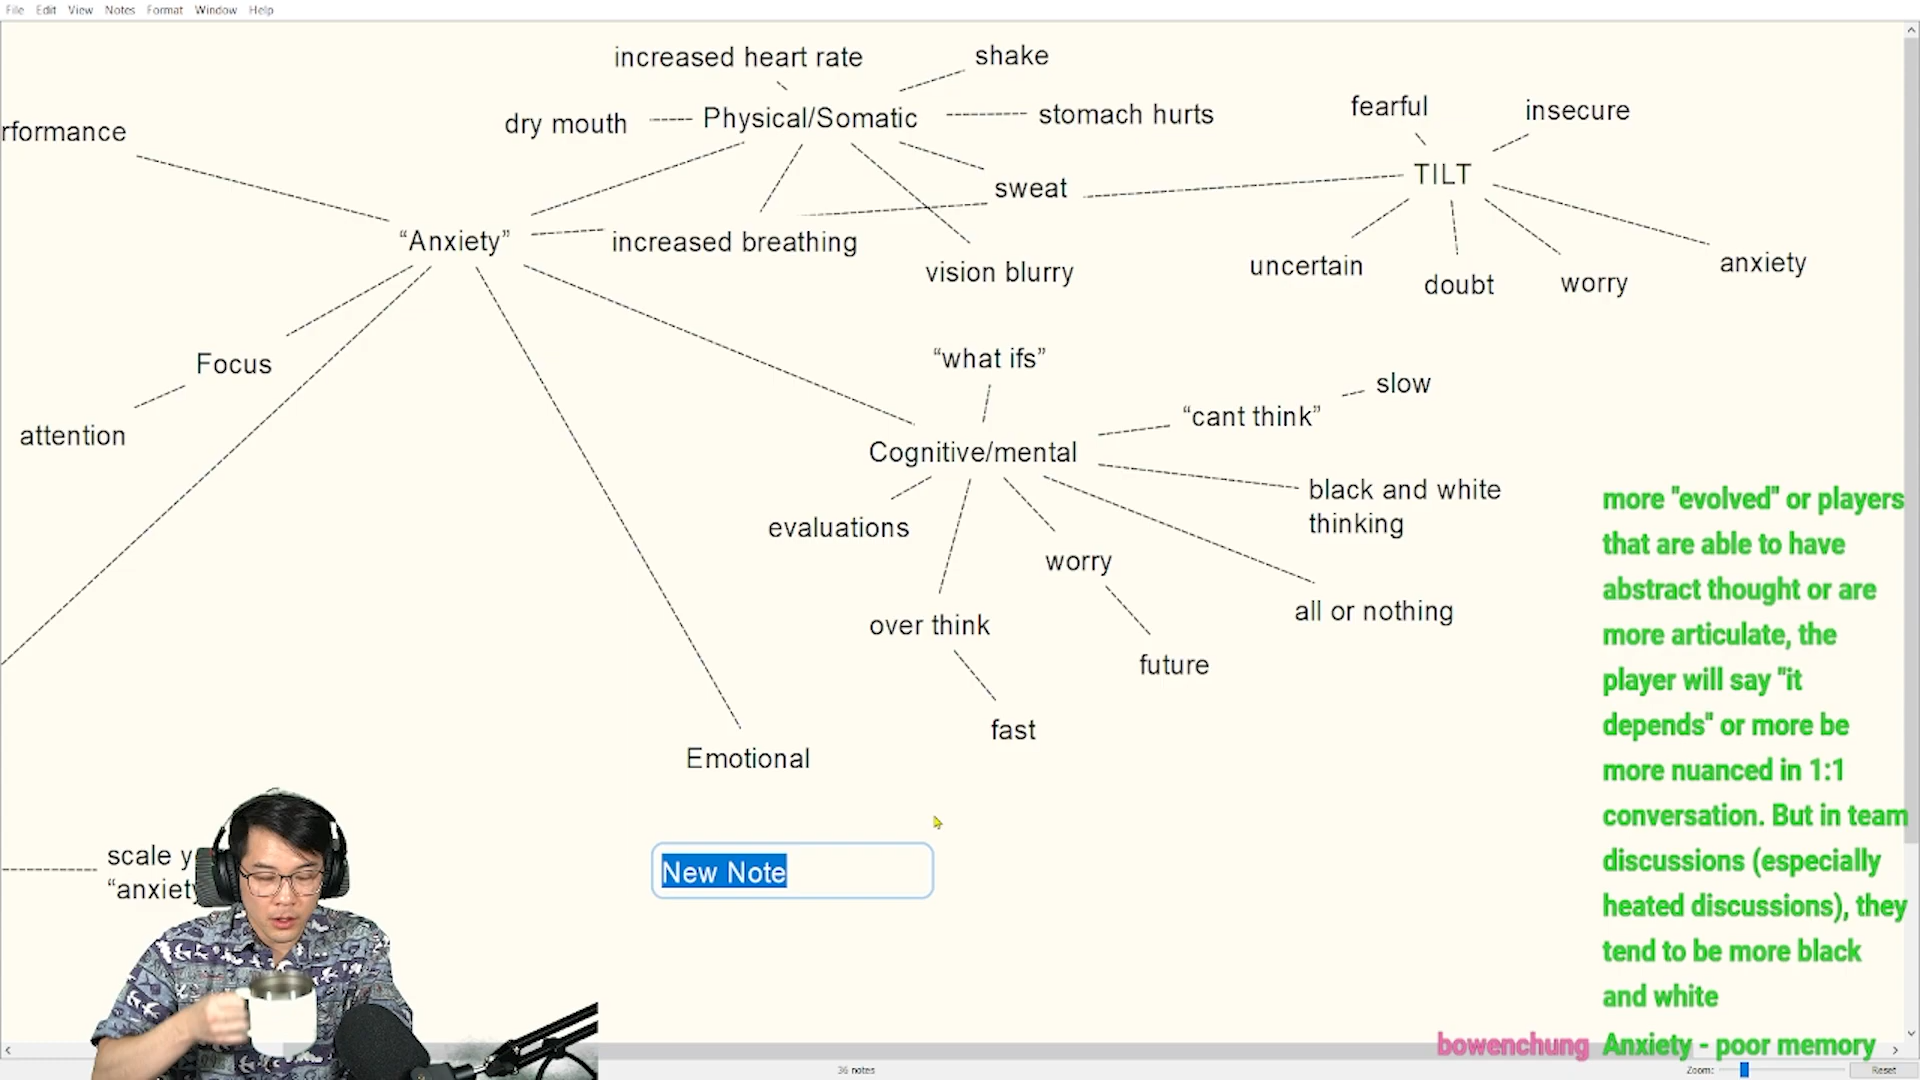 File Edit View Notes Format Window Help
increased heart rate
shake
rformance
dry mouth
Physical/Somatic
stomach hurts
fearful
insecure
TILT
sweat
“Anxiety”
increased breathing
vision blurry
uncertain
doubt
worry
anxiety
Focus
attention
“what ifs”
“cant think”
slow
Cognitive/mental
black and white
thinking
evaluations
worry
all or nothing
over think
future
fast
Emotional
scale y
“anxiety
New Note
more "evolved" or players
that are able to have
abstract thought or are
more articulate, the
player will say "it
depends" or more be
more nuanced in 1:1
conversation. But in team
discussions (especially
heated discussions), they
tend to be more black
and white
bowenchung Anxiety - poor memory
36 notes
Zoom:
Reset